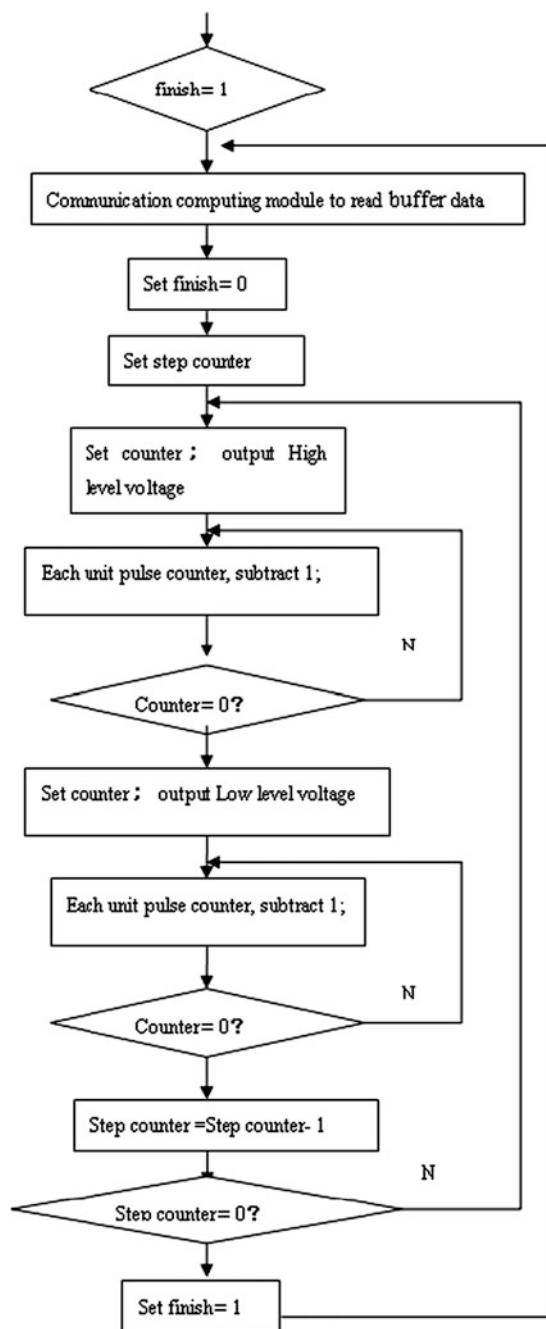 finish= 1
Communication computing module to read buffer data
Set finish= 0
Set step counter
Set counter; output High
level voltage
Each unit pulse counter, subtract 1;
N
Counter= 0?
Set counter; output Low level voltage
Each unit pulse counter, subtract 1;
N
Counter= 0?
Step counter =Step counter- 1
N
Step counter= 0?
Set finish= 1